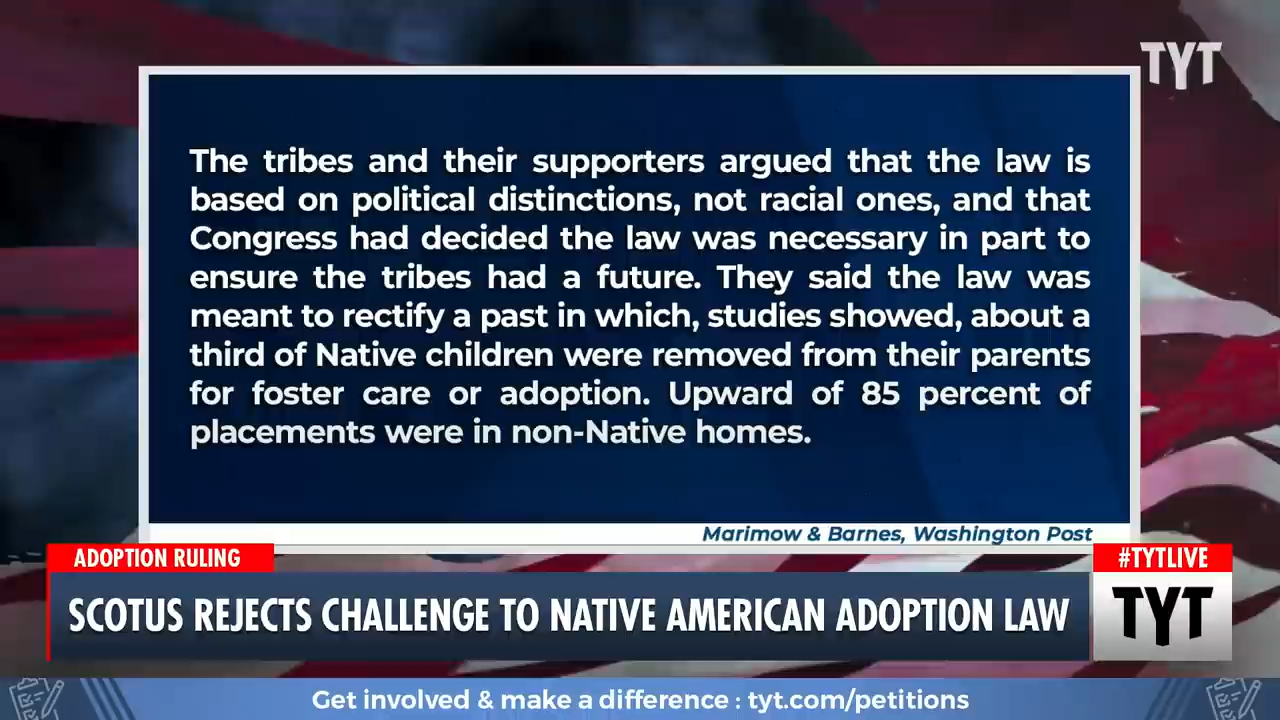 TYT
The tribes and their supporters argued that the law is
based on political distinctions, not racial ones, and that
Congress had decided the law was necessary in part to
ensure the tribes had a future. They said the law was
meant to rectify a past in which, studies showed, about a
third of Native children were removed from their parents
for foster care or adoption. Upward of 85 percent of
placements were in non-Native homes.
Marimow & Barnes, Washington Post
ADOPTION RULING
#TYTLIVE
SCOTUS REJECTS CHALLENGE TO NATIVE AMERICAN ADOPTION LAW
TYT
Get involved & make a difference : tyt.com/petitions